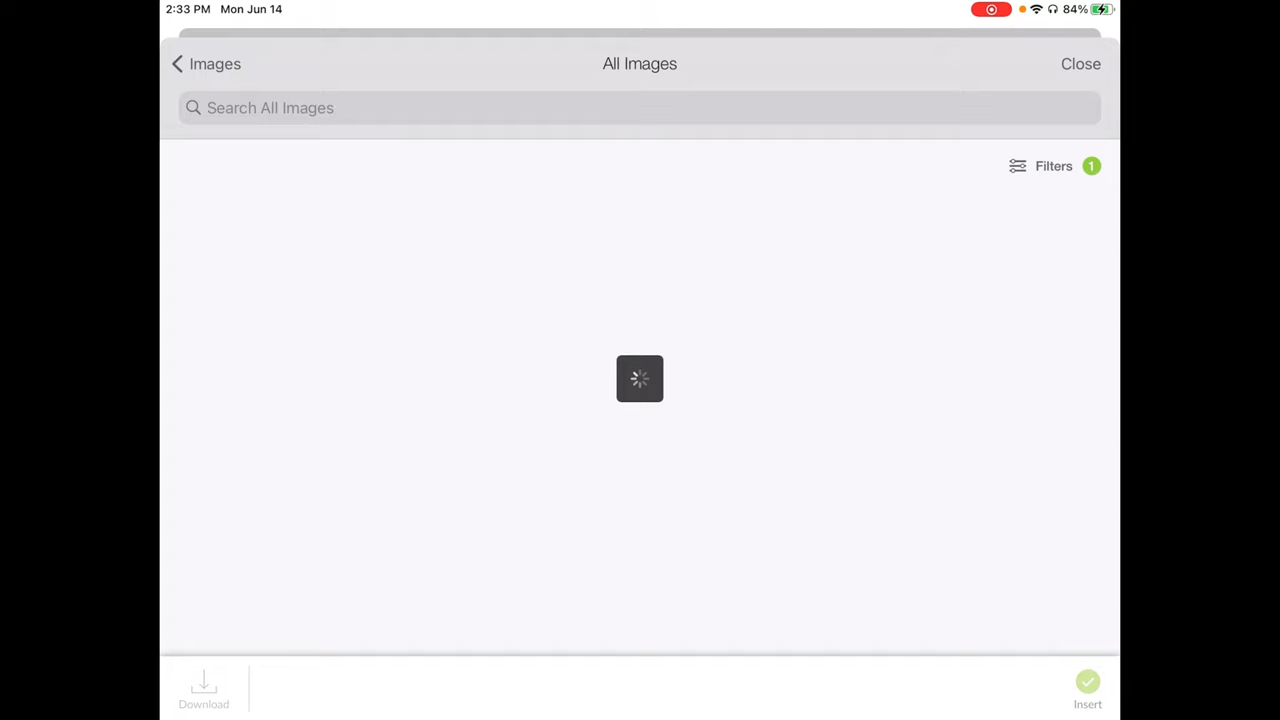 2:33 PM Mon Jun 14
84%
Images
All Images
Close
Search All Images
Filters 1
Download
Insert